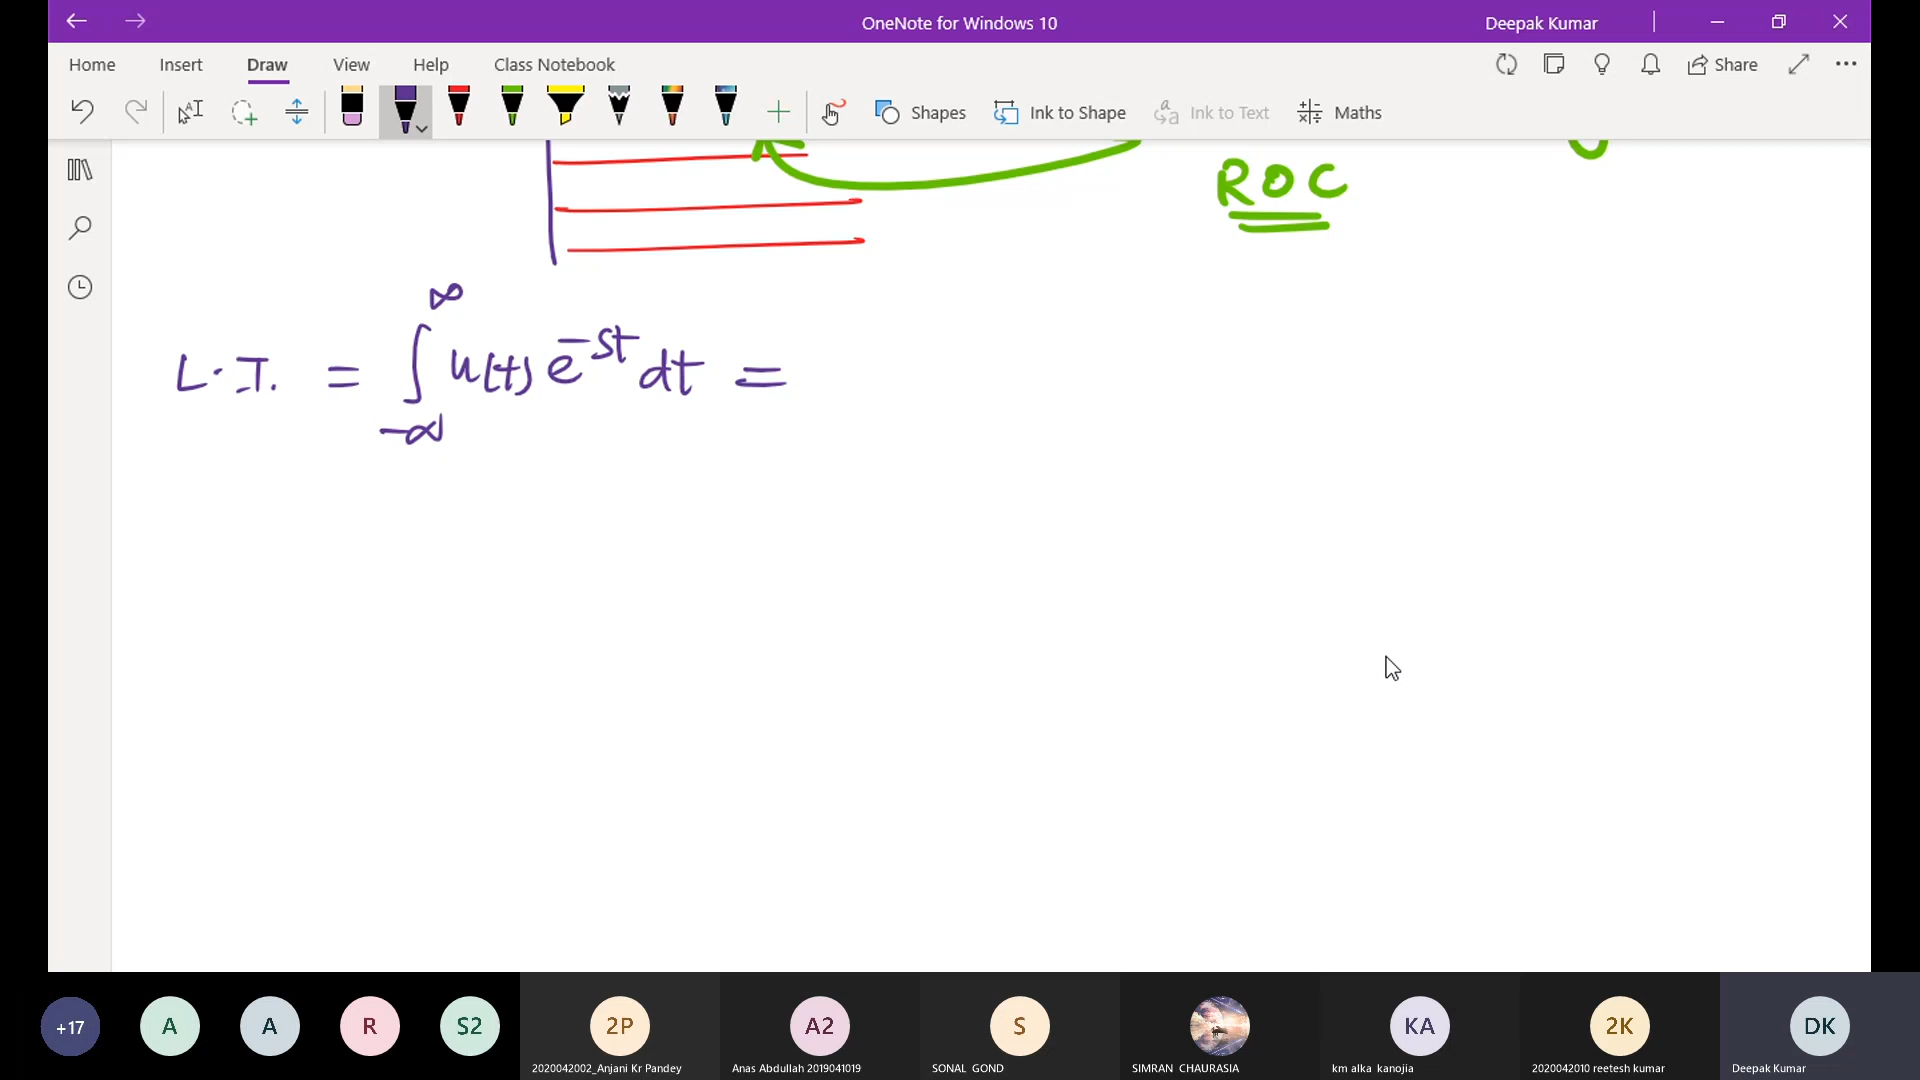 OneNote for Windows 10
Deepak Kumar
Home Insert Draw View Help Class Notebook
Share
Shapes Ink to Shape Ink to Text Maths
ROC
L.T. = ∫_{-∞}^{∞} u(t) e^{-st} dt =
+17 A A R S2 2P A2 S KA 2K DK
2020042002_Anjani Kr Pandey Anas Abdullah 2019041019 SONAL GOND SIMRAN CHAURASIA km alka kanojia 2020042010 reetesh kumar Deepak Kumar